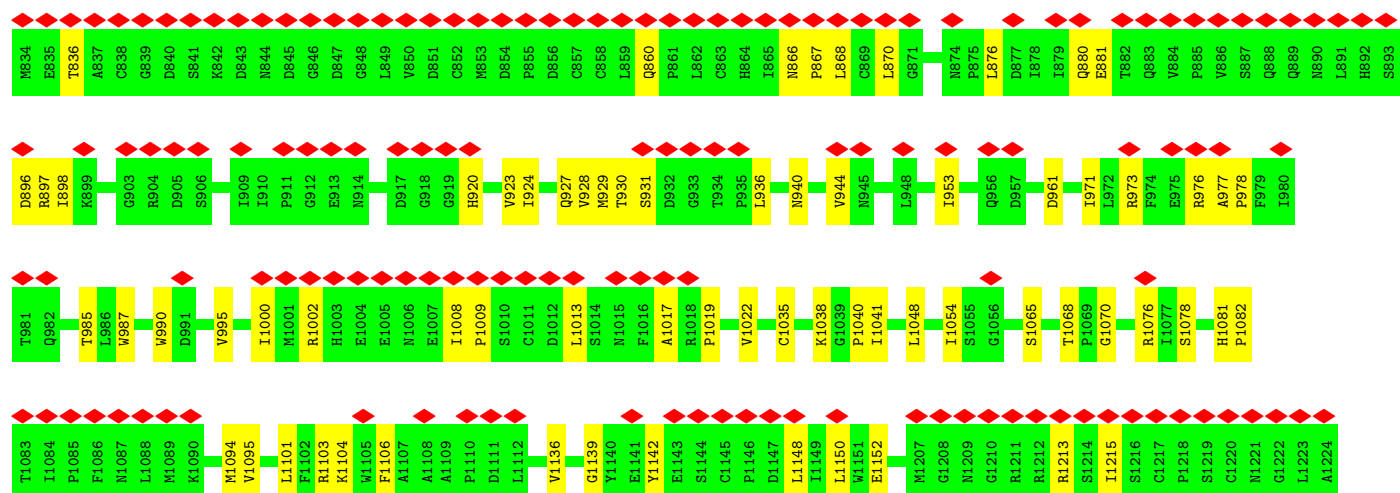 M834 E835 T836 A837 C838 G839 D840 S841 K842 D843 N844 D845 G846 D847 G848 L849 V850 D851 C852 M853 D854 P855 D856 C857 C858 L859 Q860 P861 L862 C863 H864 I865 N866 P867 L868 C869 L870 G871 N874 P875 L876 D877 I878 I879 Q880 E881 T882 Q883 V884 P885 V886 S887 Q888 Q889 N890 L891 H892 S893
D896 R897 I898 K899 G903 R904 D905 S906 I909 I910 P911 G912 E913 N914 D917 G918 G919 H920 V923 I924 Q927 V928 M929 T930 S931 D932 G933 T934 P935 L936 N940 V944 N945 L948 I953 Q956 D957 D961 I971 L972 R973 F974 E975 R976 A977 P978 F979 I980
T981 Q982 T985 L986 W987 W990 D991 V995 I1000 M1001 R1002 H1003 E1004 E1005 N1006 E1007 I1008 P1009 S1010 C1011 D1012 L1013 S1014 N1015 F1016 A1017 R1018 P1019 V1022 C1035 K1038 G1039 P1040 I1041 L1048 I1054 S1055 G1056 S1065 T1068 P1069 G1070 R1076 I1077 S1078 H1081 P1082
T1083 I1084 P1085 F1086 N1087 L1088 M1089 K1090 M1094 V1095 L1101 F1102 R1103 K1104 W1105 F1106 A1107 A1108 A1109 P1110 D1111 L1112 V1136 G1139 Y1140 E1141 Y1142 E1143 S1144 C1145 P1146 D1147 L1148 I1149 L1150 W1151 E1152 M1207 G1208 N1209 G1210 R1211 R1212 R1213 S1214 I1215 S1216 C1217 P1218 S1219 C1220 N1221 G1222 L1223 A1224